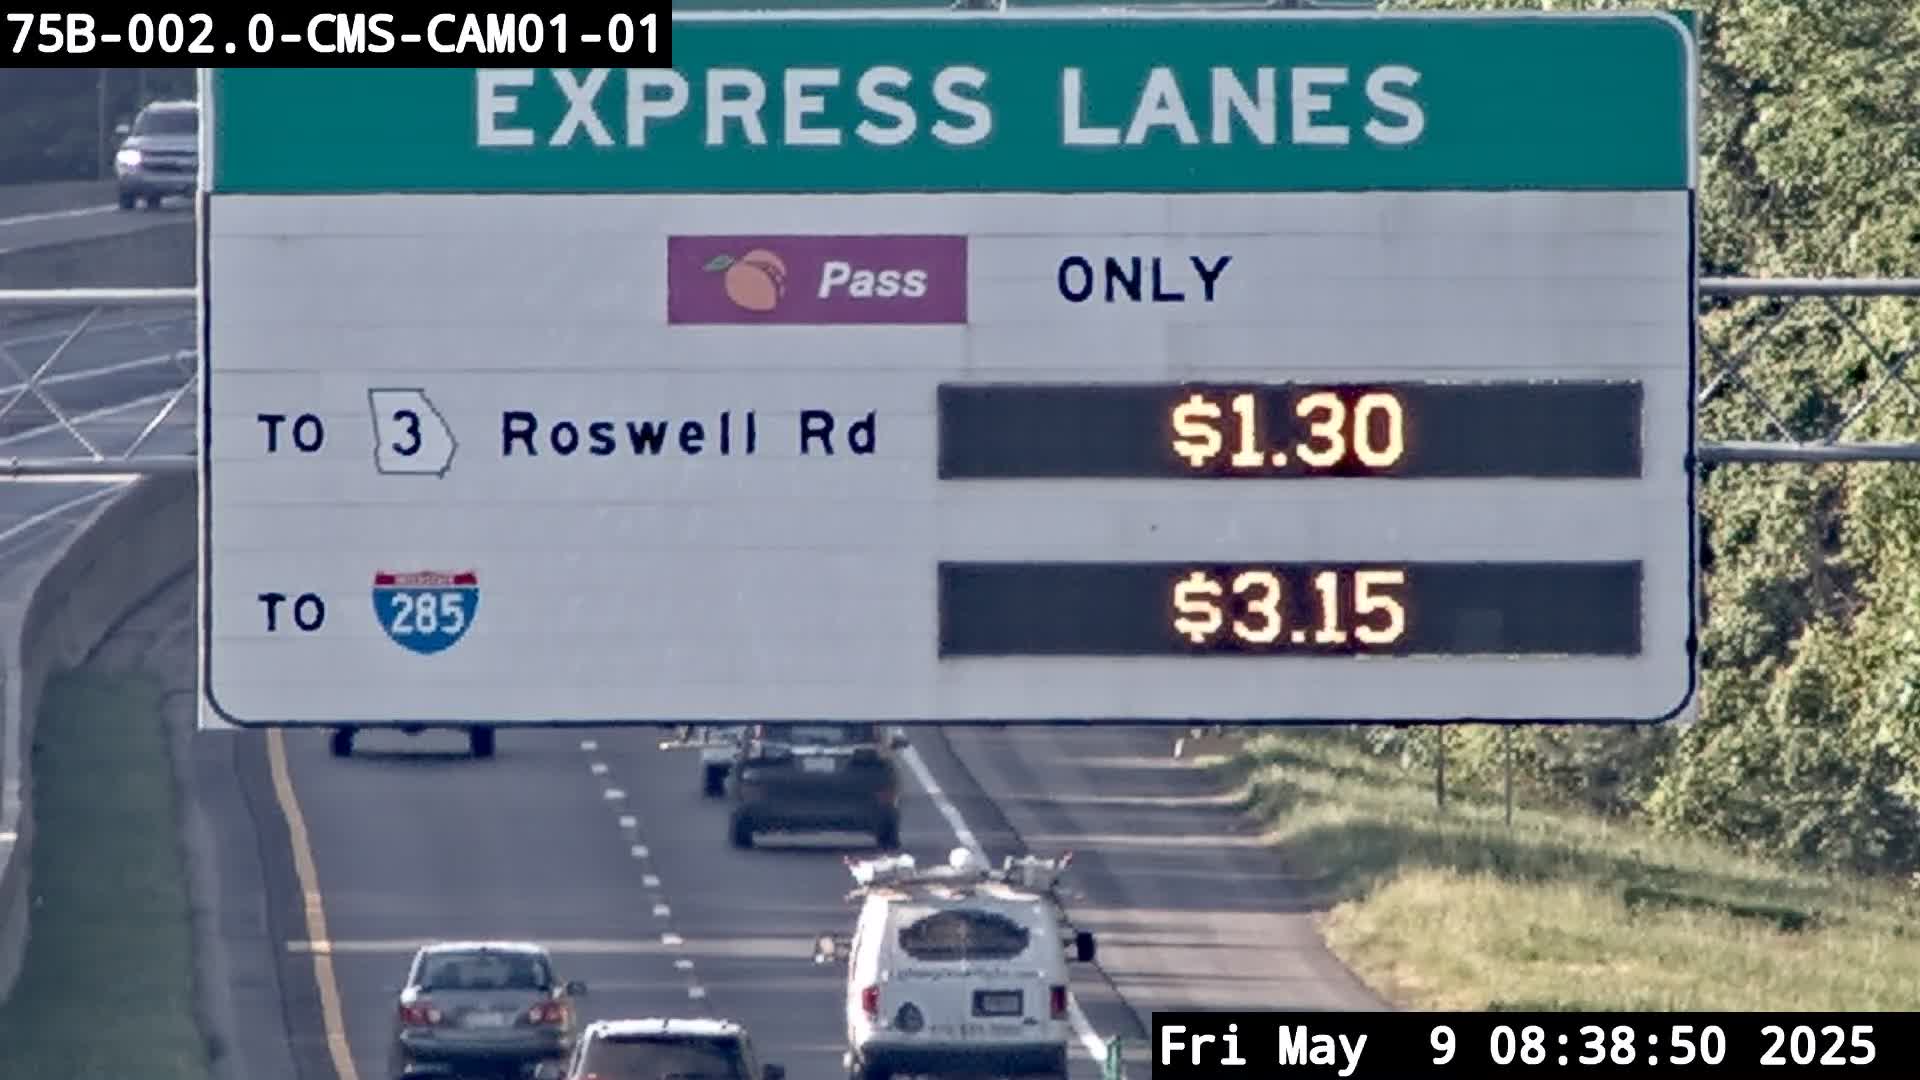 75B-002.0-CMS-CAM01-01
EXPRESS LANES
Pass ONLY
TO 3 Roswell Rd $1.30
TO INTERSTATE 285 $3.15
Fri May 9 08:38:50 2025